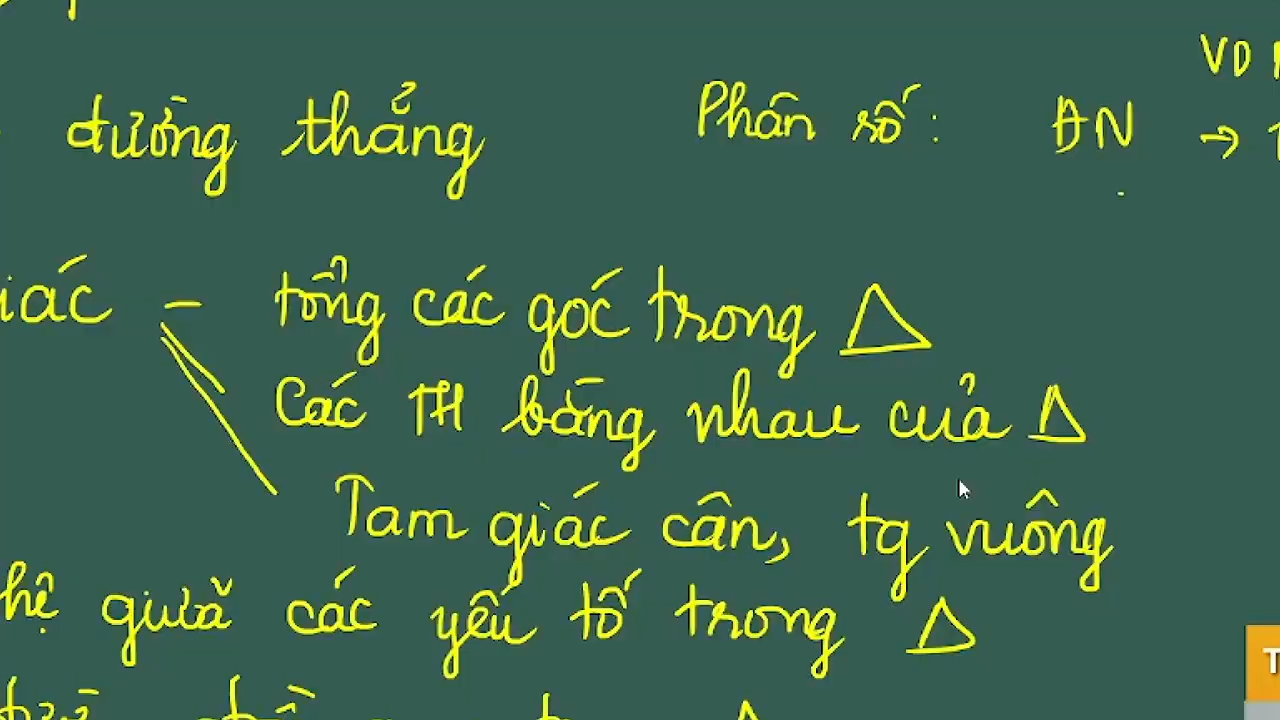 VD
đường thẳng Phân số: ĐN →
iác – tổng các góc trong Δ
Các TH bằng nhau của Δ
Tam giác cân, tg vuông
hệ giữa các yếu tố trong Δ
T